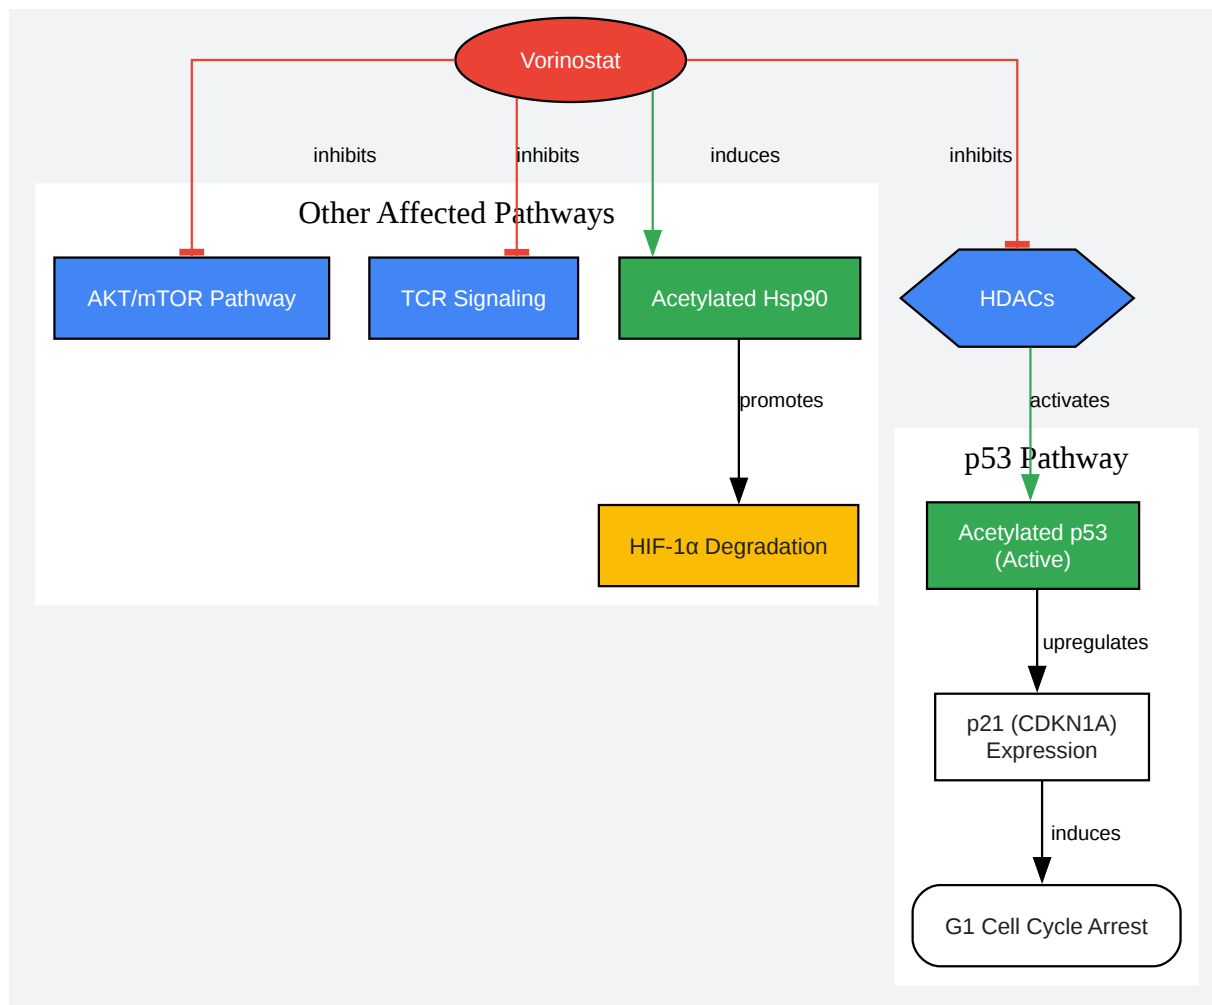 Vorinostat
inhibits
inhibits
induces
inhibits
Other Affected Pathways
AKT/mTOR Pathway
TCR Signaling
Acetylated Hsp90
HDACs
promotes
activates
p53 Pathway
HIF-1α Degradation
Acetylated p53
(Active)
upregulates
p21 (CDKN1A)
Expression
induces
G1 Cell Cycle Arrest